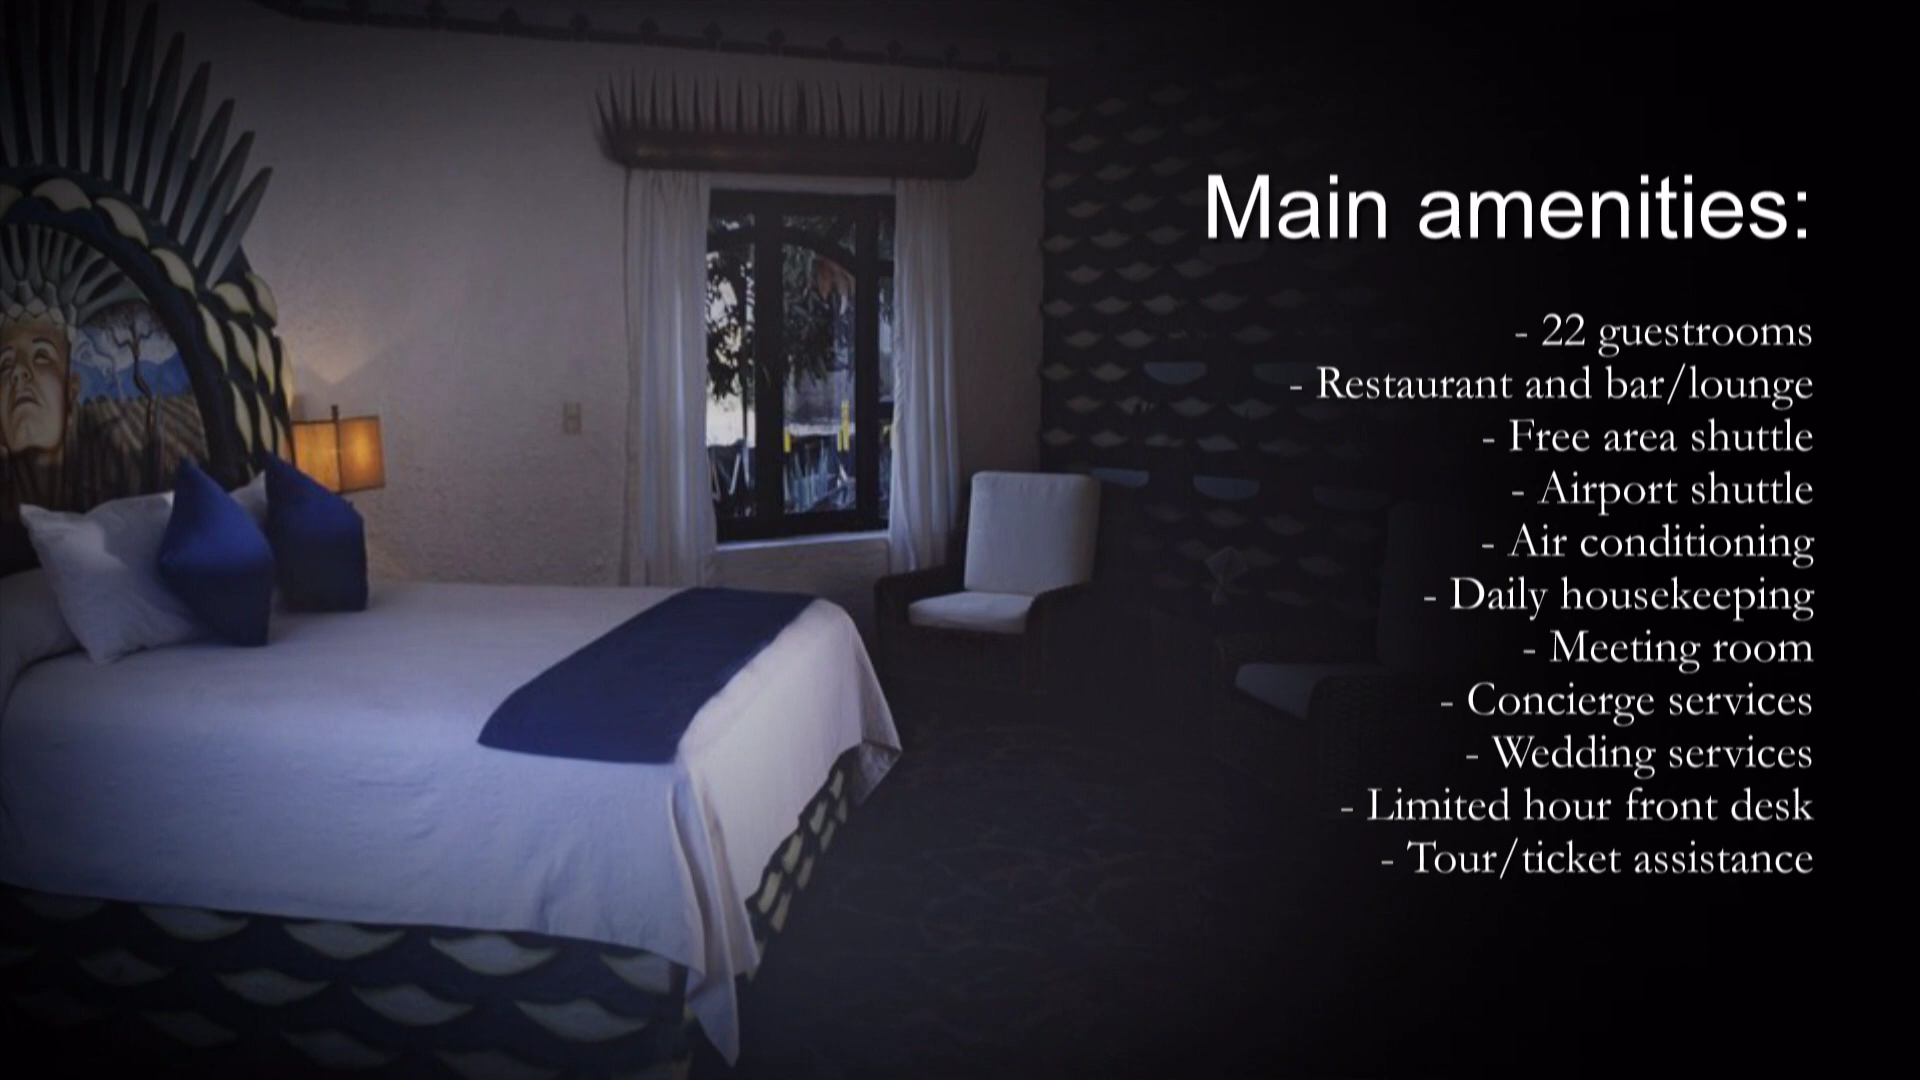 Main amenities:
- 22 guestrooms
- Restaurant and bar/lounge
- Free area shuttle
- Airport shuttle
- Air conditioning
- Daily housekeeping
- Meeting room
- Concierge services
- Wedding services
- Limited hour front desk
- Tour/ticket assistance